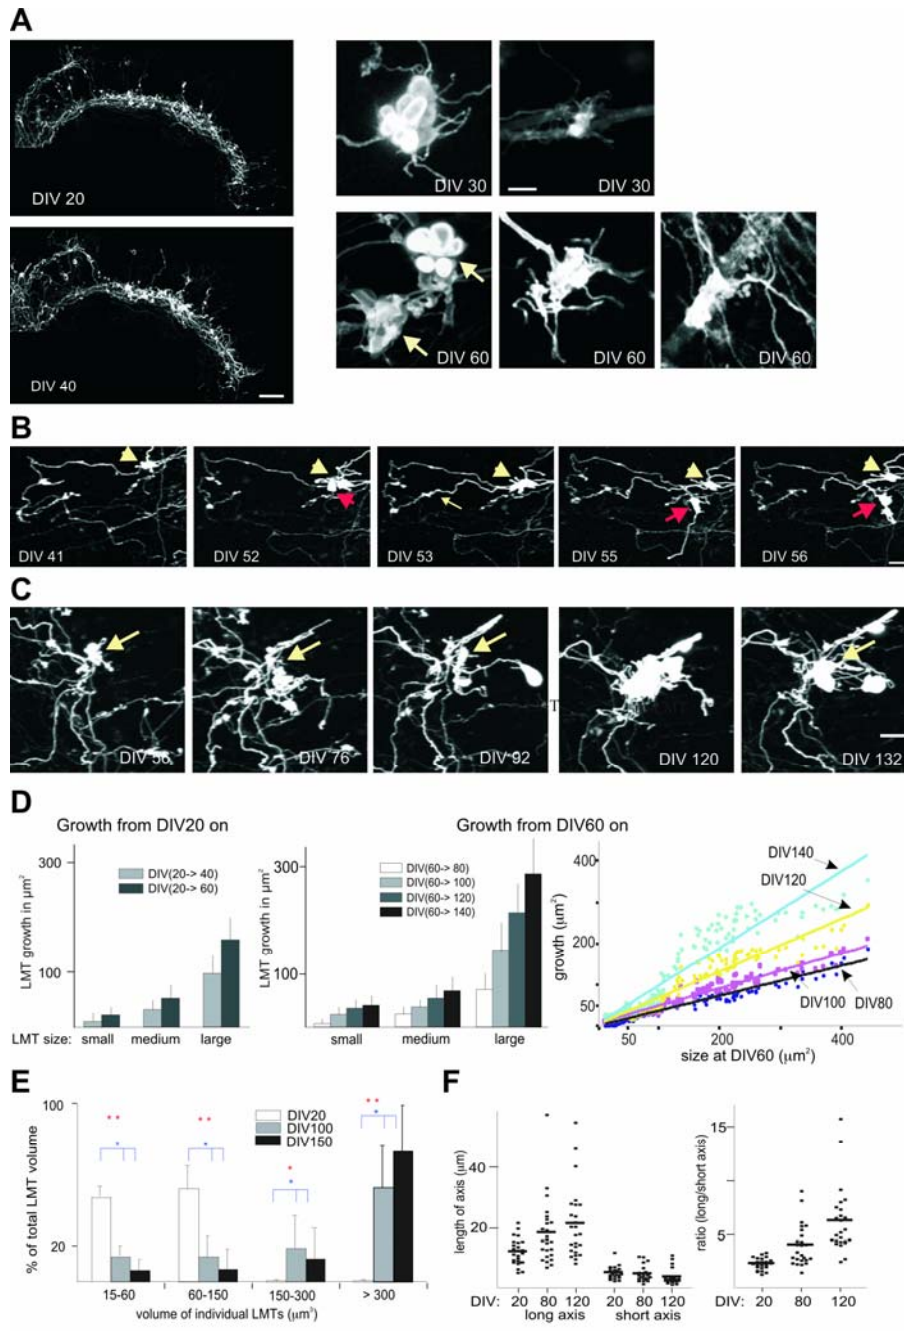 A
DIV 20
DIV 30
DIV 30
DIV 40
DIV 60
DIV 60
DIV 60
B
DIV 41
DIV 52
DIV 53
DIV 55
DIV 56
C
DIV 56
DIV 76
DIV 92
T
DIV 120
DIV 132
D
Growth from DIV20 on
LMT growth in μm²
300
100
DIV(20-> 40)
DIV(20-> 60)
LMT size: small medium large
Growth from DIV60 on
LMT growth in μm²
300
100
DIV(60-> 80)
DIV(60-> 100)
DIV(60-> 120)
DIV(60-> 140)
small medium large
growth (μm²)
400
200
50
DIV140
DIV120
DIV100
DIV80
50 200 400
size at DIV60 (μm²)
E
% of total LMT volume
100
20
DIV20
DIV100
DIV150
** 
*
**
*
*
*
**
*
15-60 60-150 150-300 > 300
volume of individual LMTs (μm³)
F
length of axis (μm)
40
20
DIV: 20 80 120 20 80 120
long axis short axis
ratio (long/short axis)
15
5
DIV: 20 80 120